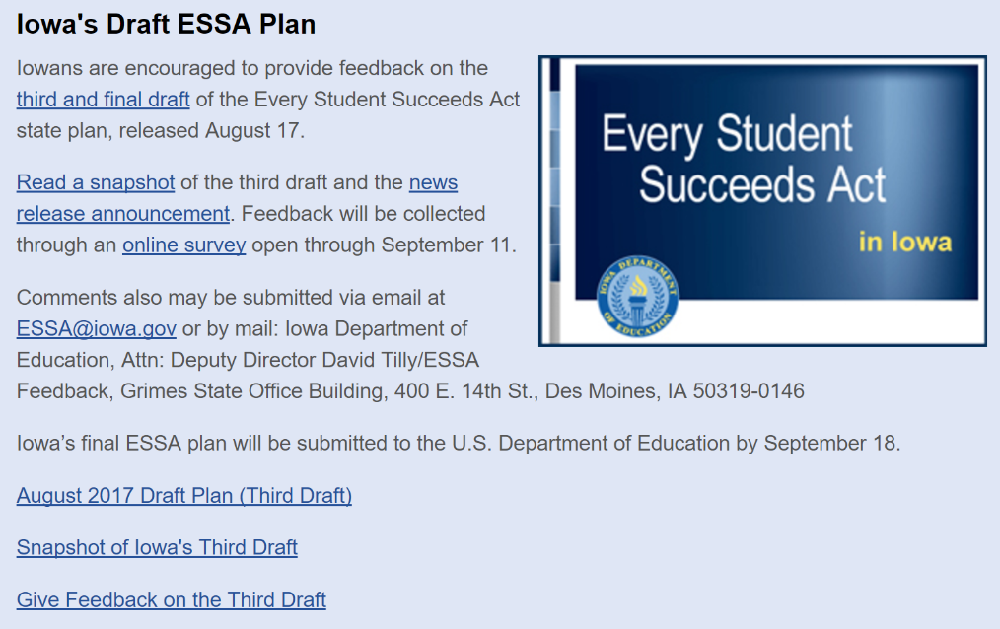 Iowa's Draft ESSA Plan
Iowans are encouraged to provide feedback on the
third and final draft of the Every Student Succeeds Act
state plan, released August 17.
Read a snapshot of the third draft and the news
release announcement. Feedback will be collected
through an online survey open through September 11.
Comments also may be submitted via email at
ESSA@iowa.gov or by mail: Iowa Department of
Education, Attn: Deputy Director David Tilly/ESSA
Feedback, Grimes State Office Building, 400 E. 14th St., Des Moines, IA 50319-0146
Every Student
Succeeds Act
in Iowa
IOWA DEPARTMENT
OF EDUCATION
Iowa’s final ESSA plan will be submitted to the U.S. Department of Education by September 18.
August 2017 Draft Plan (Third Draft)
Snapshot of Iowa's Third Draft
Give Feedback on the Third Draft